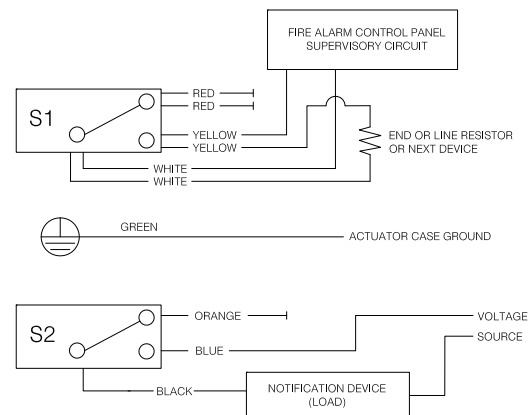 FIRE ALARM CONTROL PANEL
SUPERVISORY CIRCUIT
RED
RED
S1
YELLOW
YELLOW
END OR LINE RESISTOR
OR NEXT DEVICE
WHITE
WHITE
GREEN
ACTUATOR CASE GROUND
ORANGE
VOLTAGE
SOURCE
S2
BLUE
BLACK
NOTIFICATION DEVICE
(LOAD)